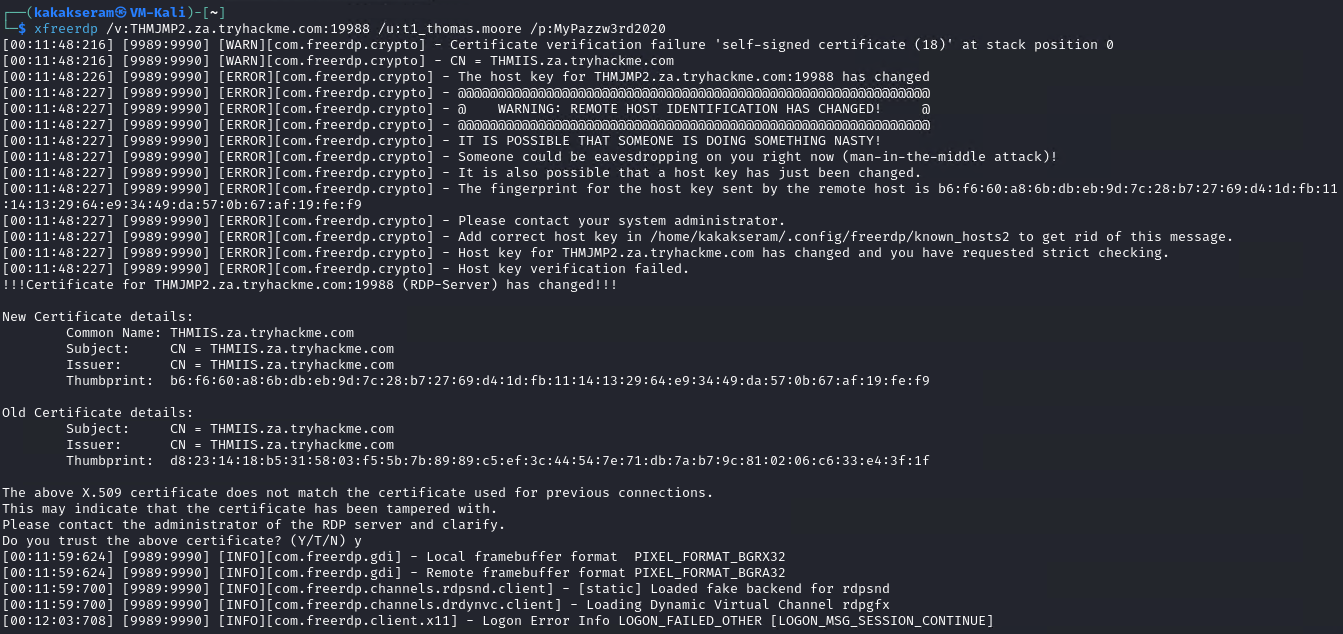 ┌──(kakakseram㉿VM-Kali)-[~]
└─$ xfreerdp /v:THMJMP2.za.tryhackme.com:19988 /u:t1_thomas.moore /p:MyPazzw3rd2020
[00:11:48:216] [9989:9990] [WARN][com.freerdp.crypto] - Certificate verification failure 'self-signed certificate (18)' at stack position 0
[00:11:48:216] [9989:9990] [WARN][com.freerdp.crypto] - CN = THMIIS.za.tryhackme.com
[00:11:48:226] [9989:9990] [ERROR][com.freerdp.crypto] - The host key for THMJMP2.za.tryhackme.com:19988 has changed
[00:11:48:227] [9989:9990] [ERROR][com.freerdp.crypto] - @@@@@@@@@@@@@@@@@@@@@@@@@@@@@@@@@@@@@@@@@@@@@@@@@@@@@@@@@@@
[00:11:48:227] [9989:9990] [ERROR][com.freerdp.crypto] - @    WARNING: REMOTE HOST IDENTIFICATION HAS CHANGED!     @
[00:11:48:227] [9989:9990] [ERROR][com.freerdp.crypto] - @@@@@@@@@@@@@@@@@@@@@@@@@@@@@@@@@@@@@@@@@@@@@@@@@@@@@@@@@@@
[00:11:48:227] [9989:9990] [ERROR][com.freerdp.crypto] - IT IS POSSIBLE THAT SOMEONE IS DOING SOMETHING NASTY!
[00:11:48:227] [9989:9990] [ERROR][com.freerdp.crypto] - Someone could be eavesdropping on you right now (man-in-the-middle attack)!
[00:11:48:227] [9989:9990] [ERROR][com.freerdp.crypto] - It is also possible that a host key has just been changed.
[00:11:48:227] [9989:9990] [ERROR][com.freerdp.crypto] - The fingerprint for the host key sent by the remote host is b6:f6:60:a8:6b:db:eb:9d:7c:28:b7:27:69:d4:1d:fb:11
:14:13:29:64:e9:34:49:da:57:0b:67:af:19:fe:f9
[00:11:48:227] [9989:9990] [ERROR][com.freerdp.crypto] - Please contact your system administrator.
[00:11:48:227] [9989:9990] [ERROR][com.freerdp.crypto] - Add correct host key in /home/kakakseram/.config/freerdp/known_hosts2 to get rid of this message.
[00:11:48:227] [9989:9990] [ERROR][com.freerdp.crypto] - Host key for THMJMP2.za.tryhackme.com has changed and you have requested strict checking.
[00:11:48:227] [9989:9990] [ERROR][com.freerdp.crypto] - Host key verification failed.
!!!Certificate for THMJMP2.za.tryhackme.com:19988 (RDP-Server) has changed!!!
New Certificate details:
Common Name: THMIIS.za.tryhackme.com
Subject:     CN = THMIIS.za.tryhackme.com
Issuer:      CN = THMIIS.za.tryhackme.com
Thumbprint:  b6:f6:60:a8:6b:db:eb:9d:7c:28:b7:27:69:d4:1d:fb:11:14:13:29:64:e9:34:49:da:57:0b:67:af:19:fe:f9
Old Certificate details:
Subject:     CN = THMIIS.za.tryhackme.com
Issuer:      CN = THMIIS.za.tryhackme.com
Thumbprint:  d8:23:14:18:b5:31:58:03:f5:5b:7b:89:89:c5:ef:3c:44:54:7e:71:db:7a:b7:9c:81:02:06:c6:33:e4:3f:1f
The above X.509 certificate does not match the certificate used for previous connections.
This may indicate that the certificate has been tampered with.
Please contact the administrator of the RDP server and clarify.
Do you trust the above certificate? (Y/T/N) y
[00:11:59:624] [9989:9990] [INFO][com.freerdp.gdi] - Local framebuffer format  PIXEL_FORMAT_BGRX32
[00:11:59:624] [9989:9990] [INFO][com.freerdp.gdi] - Remote framebuffer format PIXEL_FORMAT_BGRA32
[00:11:59:700] [9989:9990] [INFO][com.freerdp.channels.rdpsnd.client] - [static] Loaded fake backend for rdpsnd
[00:11:59:700] [9989:9990] [INFO][com.freerdp.channels.drdynvc.client] - Loading Dynamic Virtual Channel rdpgfx
[00:12:03:708] [9989:9990] [INFO][com.freerdp.client.x11] - Logon Error Info LOGON_FAILED_OTHER [LOGON_MSG_SESSION_CONTINUE]